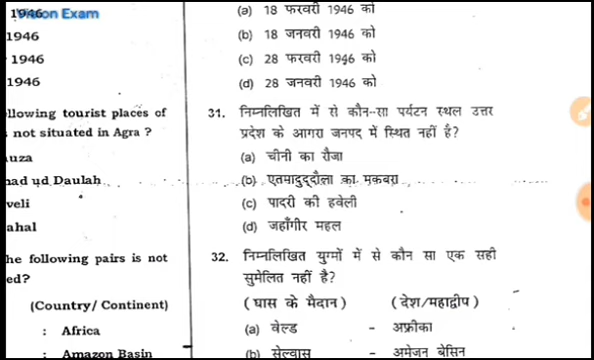 1946 on Exam
1946
1946
1946
llowing tourist places of
not situated in Agra ?
uza
ad ud Daulah
veli
ahal
he following pairs is not
ed?
(Country/ Continent)
: Africa
: Amazon Basin
(a) 18 फरवरी 1946 को
(b) 18 जनवरी 1946 को
(c) 28 फरवरी 1946 को
(d) 28 जनवरी 1946 को
31. निम्नलिखित में से कौन-सा पर्यटन स्थल उत्तर
प्रदेश के आगरा जनपद में स्थित नहीं है?
(a) चीनी का रौजा
(b) एतमादुद्दौला का मकबरा
(c) पादरी की हवेली
(d) जहाँगीर महल
32. निम्नलिखित युग्मों में से कौन सा एक सही
सुमेलित नहीं है?
(घास के मैदान) (देश/महाद्वीप)
(a) वेल्ड - अफ्रीका
(b) सेल्वास - अमेजन बेसिन